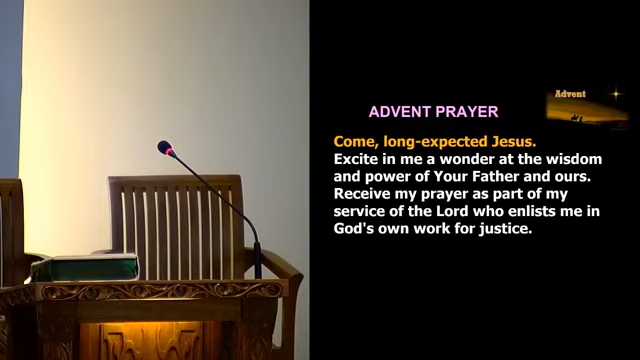 Advent
ADVENT PRAYER
Come, long-expected Jesus.
Excite in me a wonder at the wisdom
and power of Your Father and ours.
Receive my prayer as part of my
service of the Lord who enlists me in
God's own work for justice.